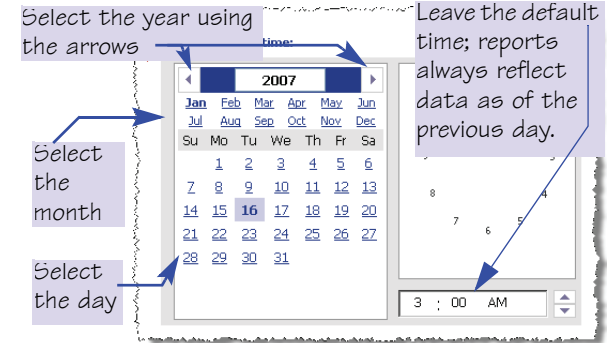 Select the year using
the arrows
Leave the default
time; reports
always reflect
data as of the
previous day.
time:
2007
Jan Feb Mar Apr May Jun
Jul Aug Sep Oct Nov Dec
Su Mo Tu We Th Fr Sa
1 2 3 4 5 6
7 8 9 10 11 12 13
14 15 16 17 18 19 20
21 22 23 24 25 26 27
28 29 30 31
Select
the
month
Select
the day
8 4
7 6 5
3 : 00 AM